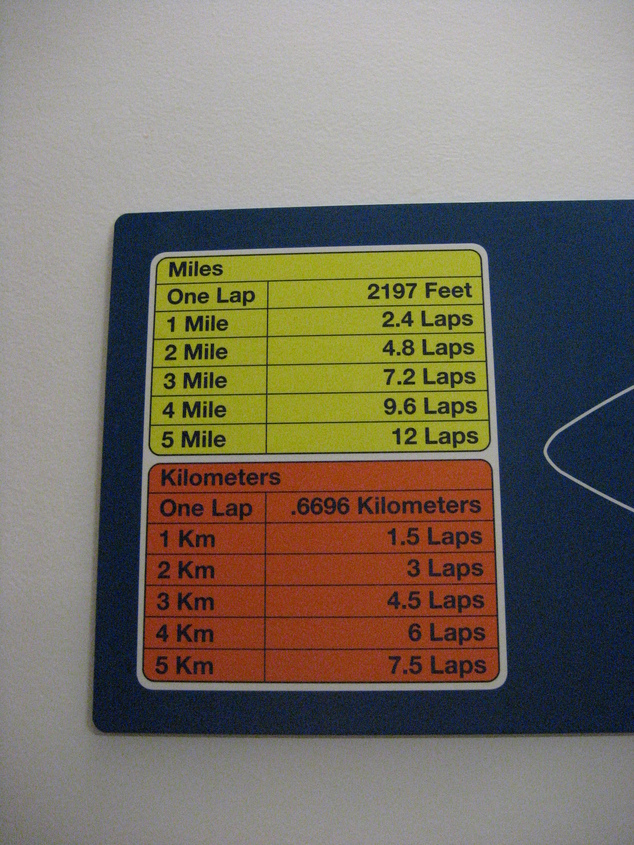 Miles
One Lap 2197 Feet
1 Mile 2.4 Laps
2 Mile 4.8 Laps
3 Mile 7.2 Laps
4 Mile 9.6 Laps
5 Mile 12 Laps
Kilometers
One Lap .6696 Kilometers
1 Km 1.5 Laps
2 Km 3 Laps
3 Km 4.5 Laps
4 Km 6 Laps
5 Km 7.5 Laps